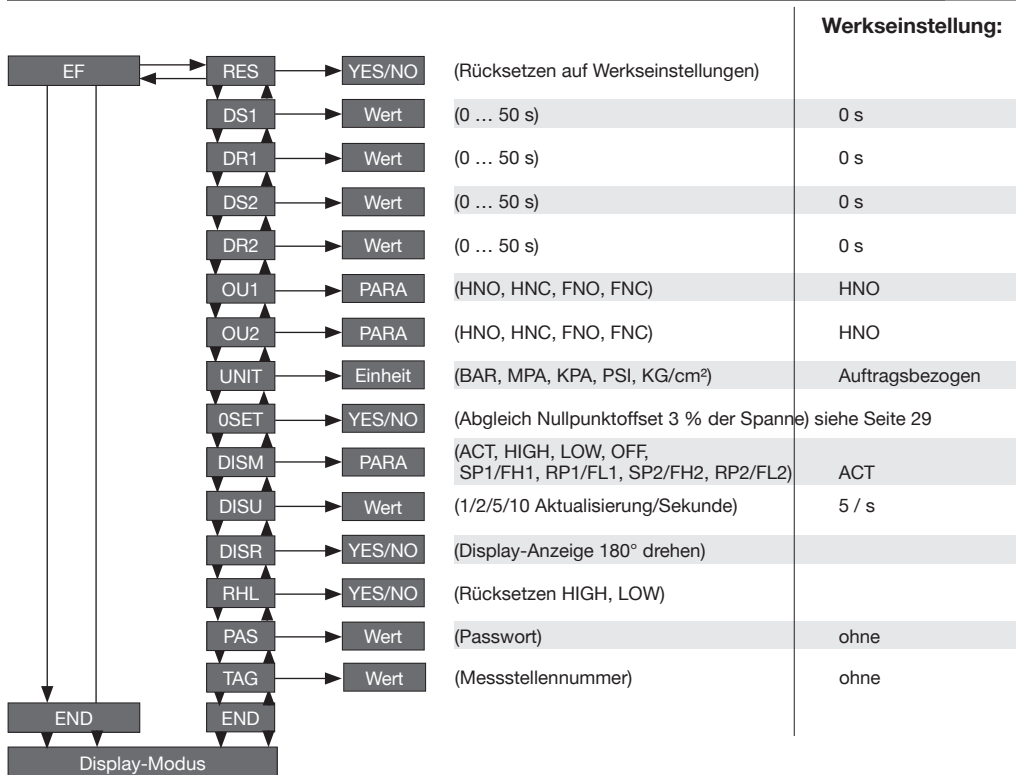 Werkseinstellung:
EF RES YES/NO (Rücksetzen auf Werkseinstellungen)
DS1 Wert (0 … 50 s) 0 s
DR1 Wert (0 … 50 s) 0 s
DS2 Wert (0 … 50 s) 0 s
DR2 Wert (0 … 50 s) 0 s
OU1 PARA (HNO, HNC, FNO, FNC) HNO
OU2 PARA (HNO, HNC, FNO, FNC) HNO
UNIT Einheit (BAR, MPA, KPA, PSI, KG/cm²) Auftragsbezogen
0SET YES/NO (Abgleich Nullpunktoffset 3 % der Spanne) siehe Seite 29
DISM PARA (ACT, HIGH, LOW, OFF,
SP1/FH1, RP1/FL1, SP2/FH2, RP2/FL2) ACT
DISU Wert (1/2/5/10 Aktualisierung/Sekunde) 5 / s
DISR YES/NO (Display-Anzeige 180° drehen)
RHL YES/NO (Rücksetzen HIGH, LOW)
PAS Wert (Passwort) ohne
TAG Wert (Messstellennummer) ohne
END END
Display-Modus